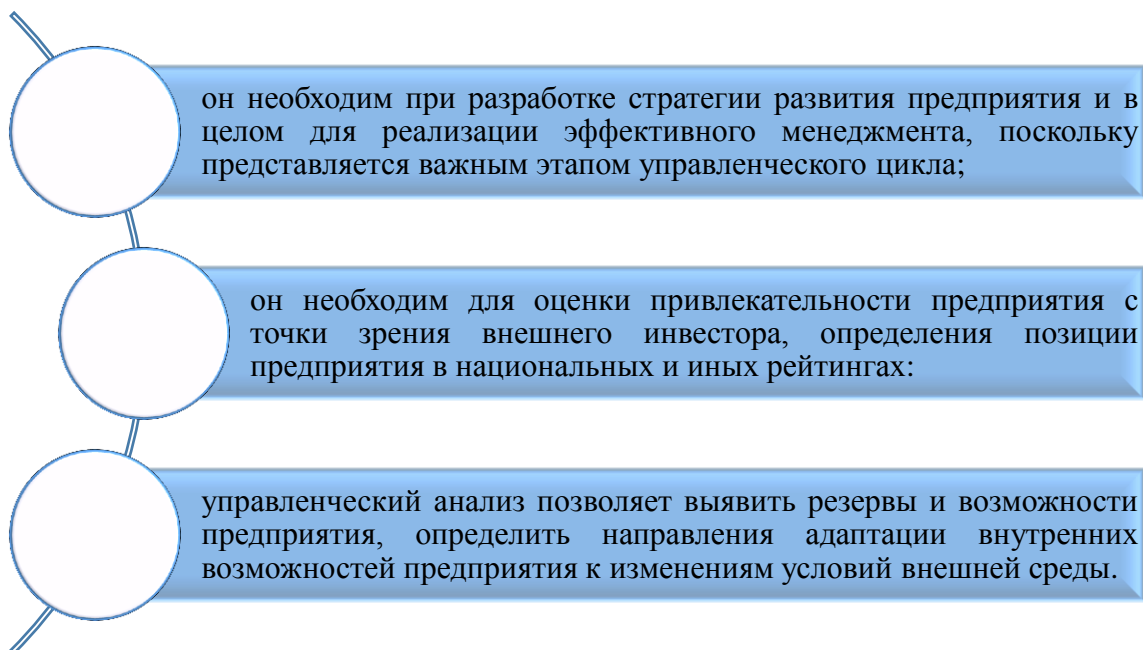 он необходим при разработке стратегии развития предприятия и в
целом для реализации эффективного менеджмента, поскольку
представляется важным этапом управленческого цикла;
он необходим для оценки привлекательности предприятия с
точки зрения внешнего инвестора, определения позиции
предприятия в национальных и иных рейтингах:
управленческий анализ позволяет выявить резервы и возможности
предприятия, определить направления адаптации внутренних
возможностей предприятия к изменениям условий внешней среды.